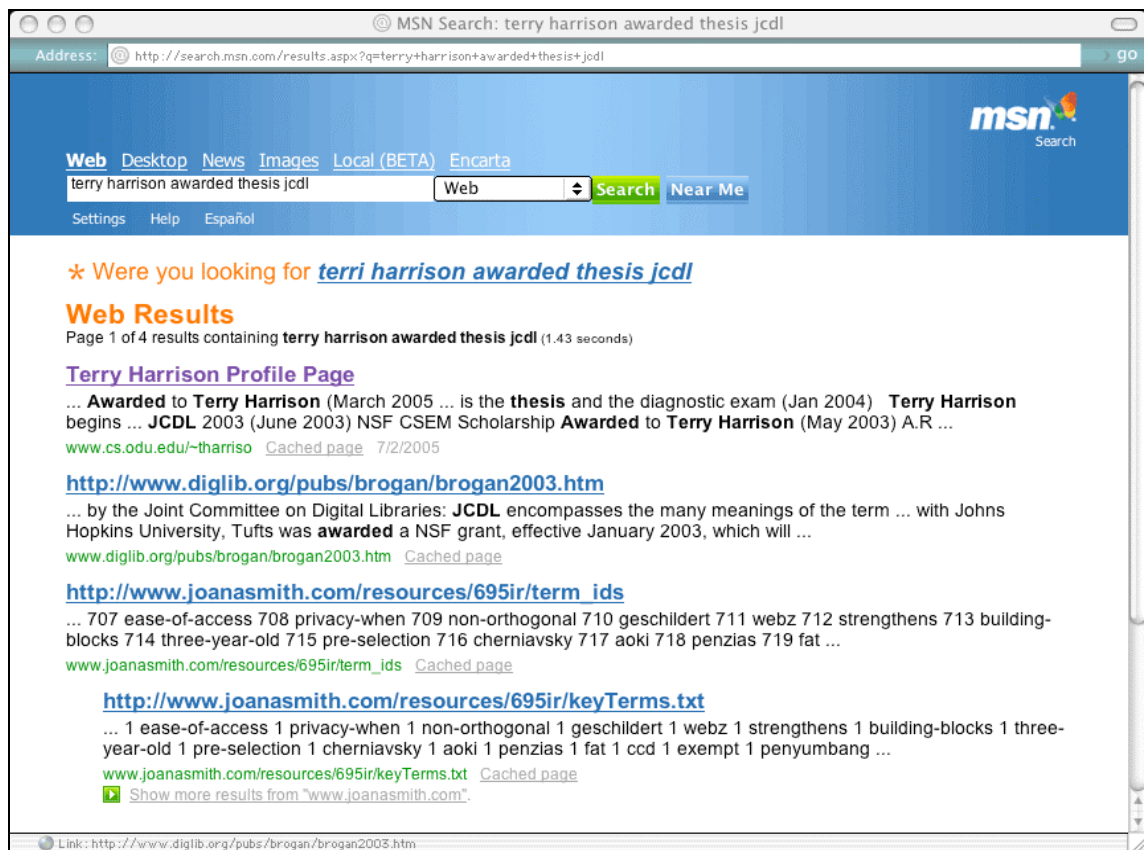 MSN Search: terry harrison awarded thesis jcdl
Address: http://search.msn.com/results.aspx?q=terry+harrison+awarded+thesis+jcdl go
msn
Search
Web Desktop News Images Local (BETA) Encarta
terry harrison awarded thesis jcdl Web Search Near Me
Settings Help Español
* Were you looking for terri harrison awarded thesis jcdl
Web Results
Page 1 of 4 results containing terry harrison awarded thesis jcdl (1.43 seconds)
Terry Harrison Profile Page
... Awarded to Terry Harrison (March 2005 ... is the thesis and the diagnostic exam (Jan 2004) Terry Harrison
begins ... JCDL 2003 (June 2003) NSF CSEM Scholarship Awarded to Terry Harrison (May 2003) A.R ...
www.cs.odu.edu/~tharriso Cached page 7/2/2005
http://www.diglib.org/pubs/brogan/brogan2003.htm
... by the Joint Committee on Digital Libraries: JCDL encompasses the many meanings of the term ... with Johns
Hopkins University, Tufts was awarded a NSF grant, effective January 2003, which will ...
www.diglib.org/pubs/brogan/brogan2003.htm Cached page
http://www.joanasmith.com/resources/695ir/term_ids
... 707 ease-of-access 708 privacy-when 709 non-orthogonal 710 geschildert 711 webz 712 strengthens 713 building-
blocks 714 three-year-old 715 pre-selection 716 cherniavsky 717 aoki 718 penzias 719 fat ...
www.joanasmith.com/resources/695ir/term_ids Cached page
http://www.joanasmith.com/resources/695ir/keyTerms.txt
... 1 ease-of-access 1 privacy-when 1 non-orthogonal 1 geschildert 1 webz 1 strengthens 1 building-blocks 1 three-
year-old 1 pre-selection 1 cherniavsky 1 aoki 1 penzias 1 fat 1 ccd 1 exempt 1 penyumbang ...
www.joanasmith.com/resources/695ir/keyTerms.txt Cached page
Show more results from "www.joanasmith.com".
Link: http://www.diglib.org/pubs/brogan/brogan2003.htm